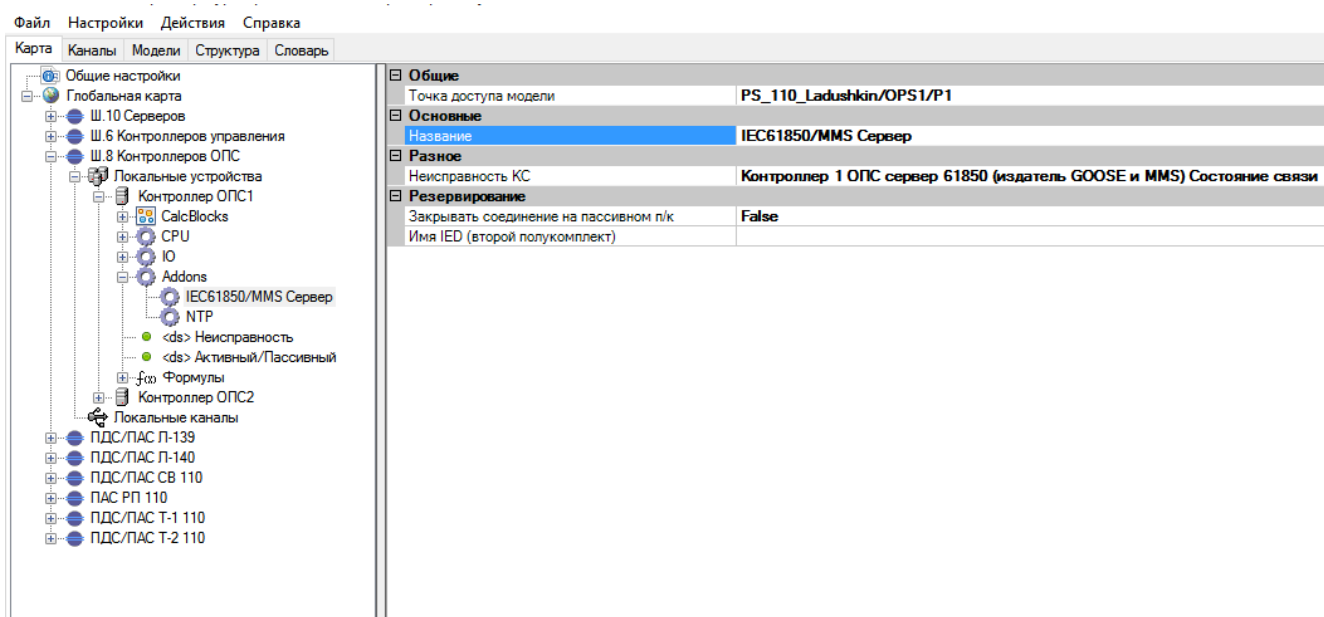 Файл Настройки Действия Справка
Карта Каналы Модели Структура Словарь
Общие настройки
Глобальная карта
Ш.10 Серверов
Ш.6 Контроллеров управления
Ш.8 Контроллеров ОПС
Локальные устройства
Контроллер ОПС1
CalcBlocks
CPU
IO
Addons
IEC61850/MMS Сервер
NTP
<ds> Неисправность
<ds> Активный/Пассивный
f(x) Формулы
Контроллер ОПС2
Локальные каналы
ПДС/ПАС Л-139
ПДС/ПАС Л-140
ПДС/ПАС СВ 110
ПАС РП 110
ПДС/ПАС Т-1 110
ПДС/ПАС Т-2 110
Общие
Точка доступа модели PS_110_Ladushkin/OPS1/P1
Основные
Название IEC61850/MMS Сервер
Разное
Неисправность КС Контроллер 1 ОПС сервер 61850 (издатель GOOSE и MMS) Состояние связи
Резервирование
Закрывать соединение на пассивном п/к False
Имя IED (второй полукомплект)